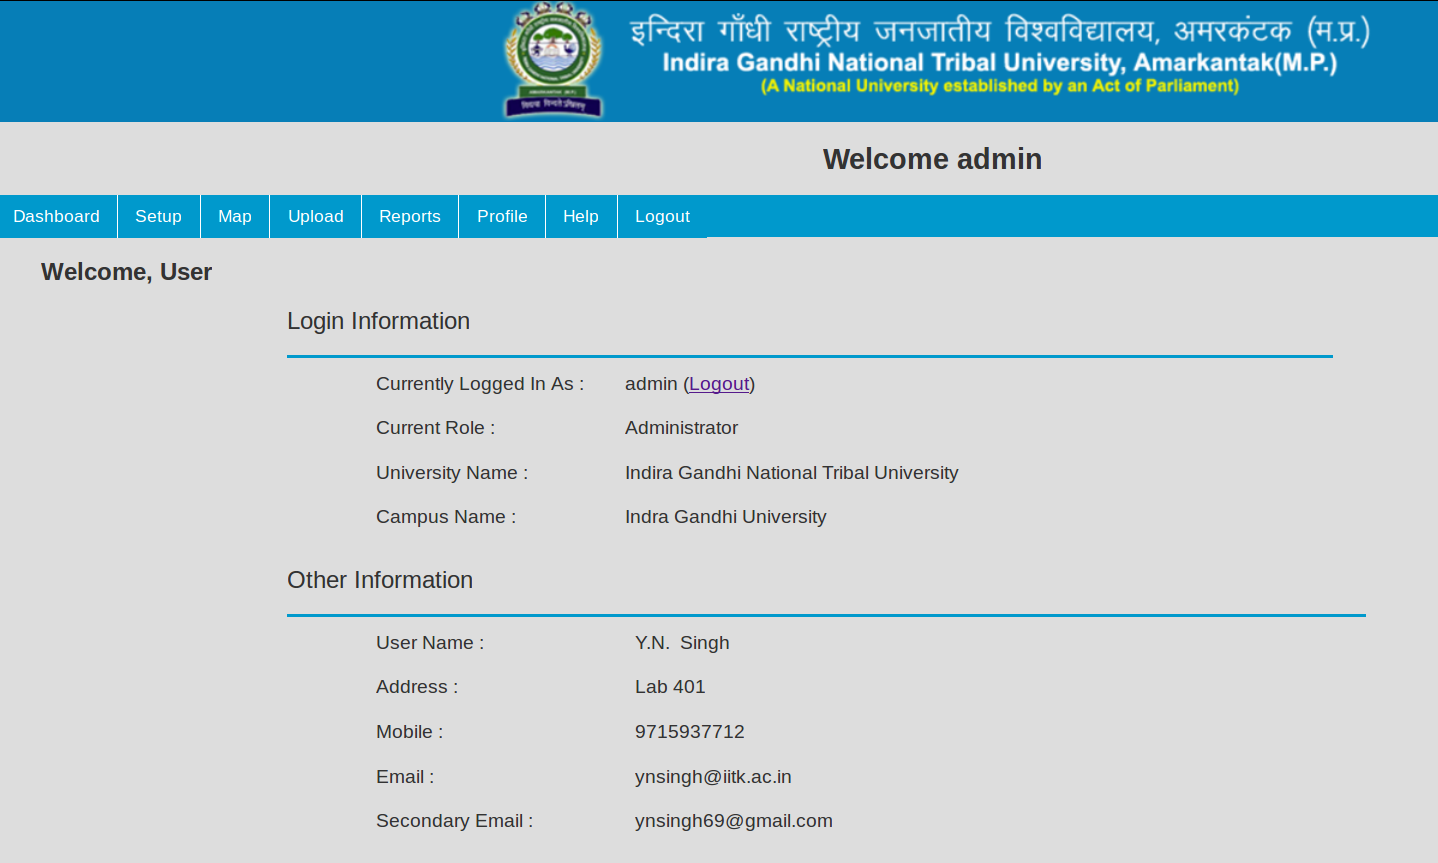 इन्दिरा गाँधी राष्ट्रीय जनजातीय विश्वविद्यालय, अमरकंटक (म.प्र.)
Indira Gandhi National Tribal University, Amarkantak(M.P.)
(A National University established by an Act of Parliament)
Welcome admin
Dashboard Setup Map Upload Reports Profile Help Logout
Welcome, User
Login Information
Currently Logged In As : admin (Logout)
Current Role : Administrator
University Name : Indira Gandhi National Tribal University
Campus Name : Indra Gandhi University
Other Information
User Name : Y.N. Singh
Address : Lab 401
Mobile : 9715937712
Email : ynsingh@iitk.ac.in
Secondary Email : ynsingh69@gmail.com